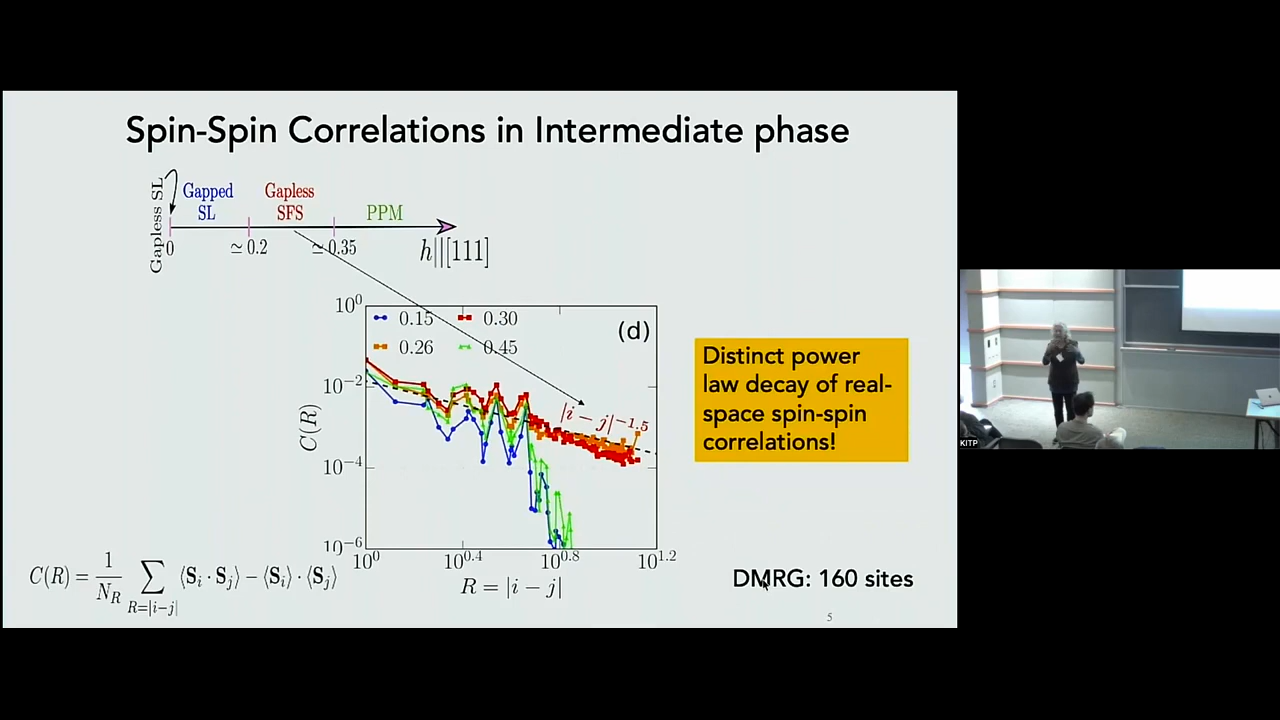 Spin-Spin Correlations in Intermediate phase
Gapless SL
Gapped
SL
Gapless
SFS
PPM
0
≃ 0.2
≃ 0.35
h||[111]
10^0
10^{-2}
10^{-4}
10^{-6}
C(R)
0.15
0.30
0.26
0.45
(d)
|i − j|^{-1.5}
10^0
10^{0.4}
10^{0.8}
10^{1.2}
R = |i − j|
Distinct power
law decay of real-
space spin-spin
correlations!
C(R) = \frac{1}{N_R} \sum_{R=|i−j|} ⟨S_i · S_j⟩ − ⟨S_i⟩ · ⟨S_j⟩
DMRG: 160 sites
5
KITP